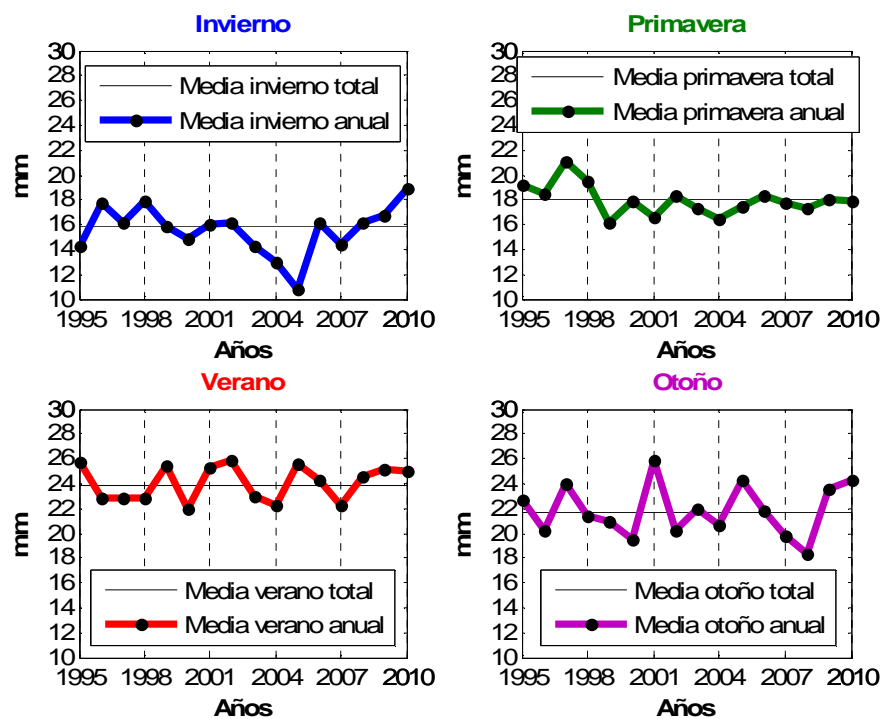 Invierno
30
28
26
24
22
20
18
16
14
12
10
mm
Media invierno total
Media invierno anual
1995 1998 2001 2004 2007 2010
Años
Primavera
30
28
26
24
22
20
18
16
14
12
10
mm
Media primavera total
Media primavera anual
1995 1998 2001 2004 2007 2010
Años
Verano
30
28
26
24
22
20
18
16
14
12
10
mm
Media verano total
Media verano anual
1995 1998 2001 2004 2007 2010
Años
Otoño
30
28
26
24
22
20
18
16
14
12
10
mm
Media otoño total
Media otoño anual
1995 1998 2001 2004 2007 2010
Años